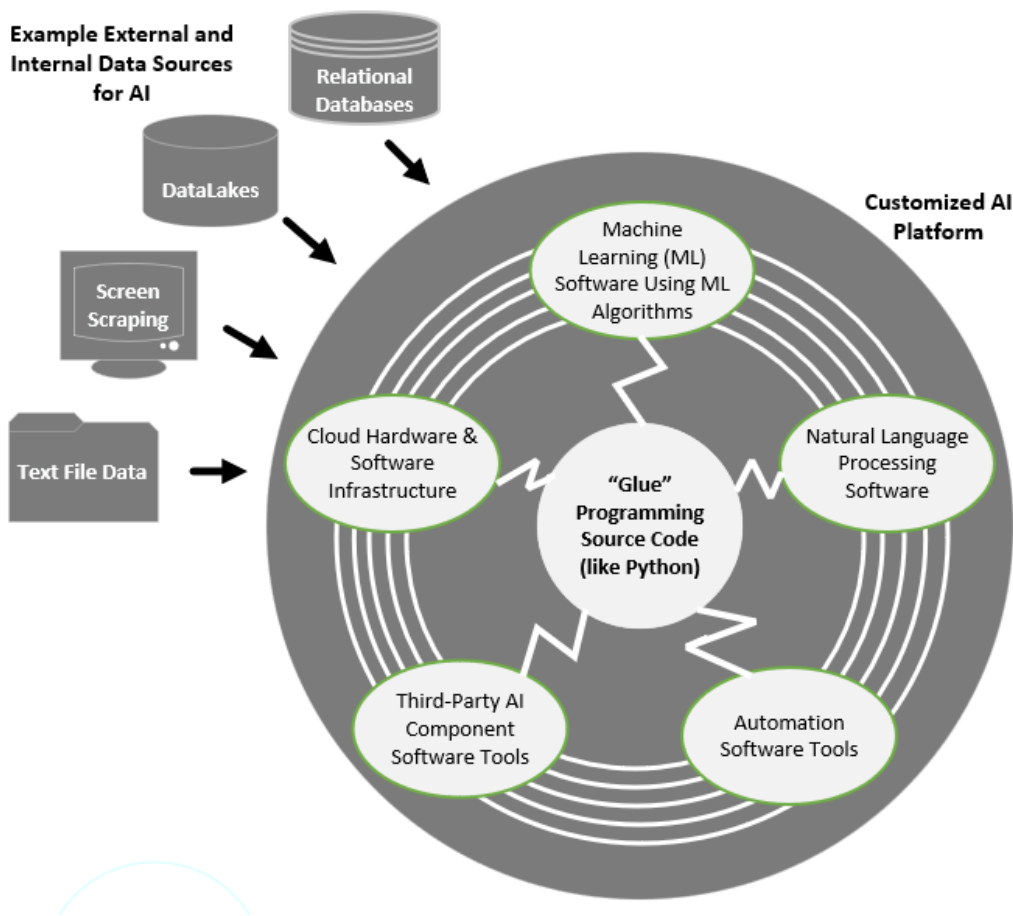 Example External and
Internal Data Sources
for AI
Relational
Databases
DataLakes
Screen
Scraping
Text File Data
Customized AI
Platform
Machine
Learning (ML)
Software Using ML
Algorithms
Cloud Hardware &
Software
Infrastructure
Natural Language
Processing
Software
“Glue”
Programming
Source Code
(like Python)
Third-Party AI
Component
Software Tools
Automation
Software Tools